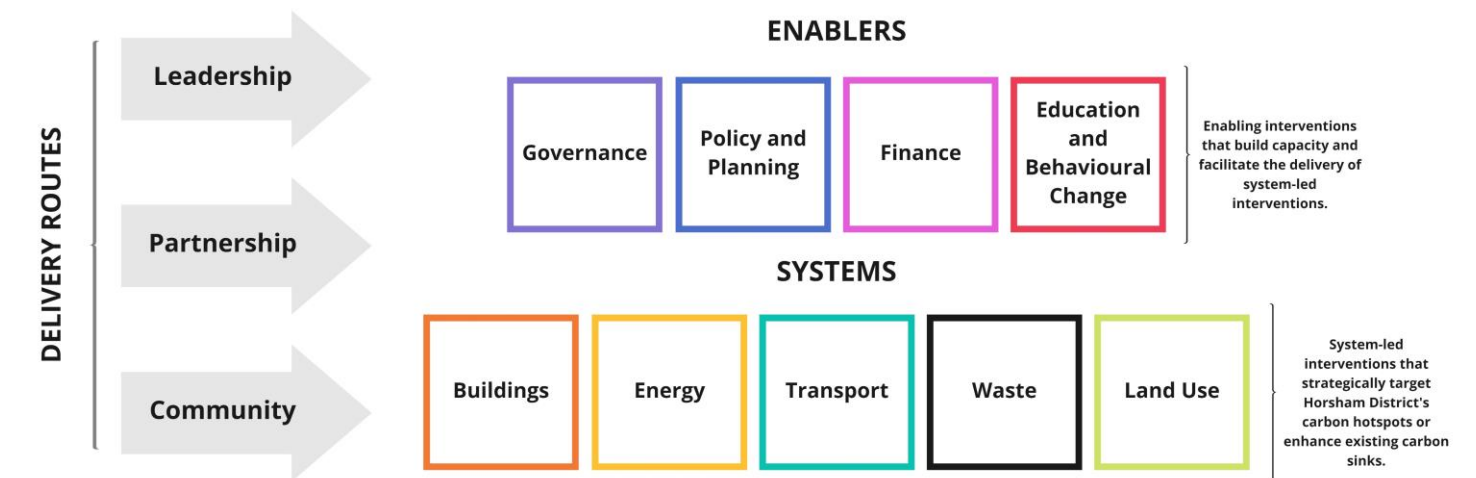 DELIVERY ROUTES
Leadership
Partnership
Community
ENABLERS
Governance
Policy and
Planning
Finance
Education
and
Behavioural
Change
Enabling interventions
that build capacity and
facilitate the delivery of
system-led
interventions.
SYSTEMS
Buildings
Energy
Transport
Waste
Land Use
System-led
interventions that
strategically target
Horsham District's
carbon hotspots or
enhance existing carbon
sinks.